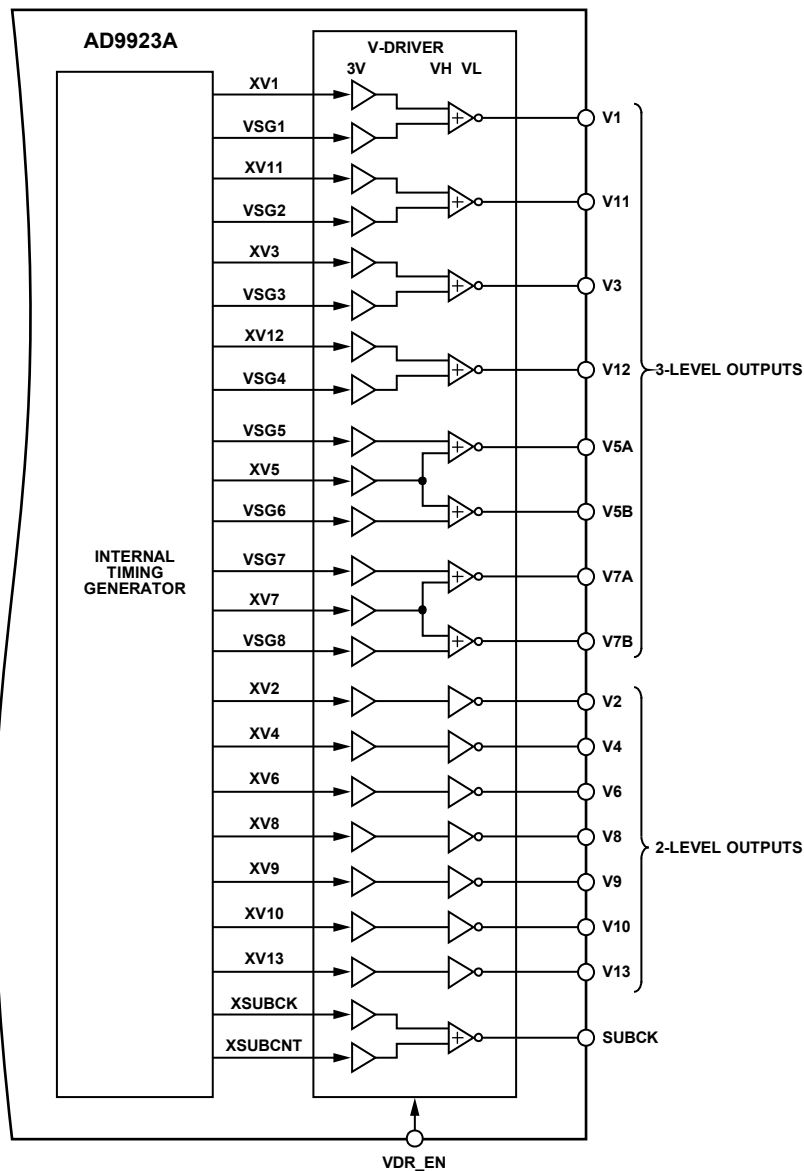 AD9923A
V-DRIVER
3V VH VL
XV1
V1
VSG1
XV11
V11
VSG2
XV3
V3
VSG3
XV12
V12
3-LEVEL OUTPUTS
VSG4
VSG5
V5A
XV5
V5B
VSG6
INTERNAL
TIMING
GENERATOR
VSG7
V7A
XV7
V7B
VSG8
XV2
V2
XV4
V4
XV6
V6
XV8
V8
2-LEVEL OUTPUTS
XV9
V9
XV10
V10
XV13
V13
XSUBCK
SUBCK
XSUBCNT
VDR_EN